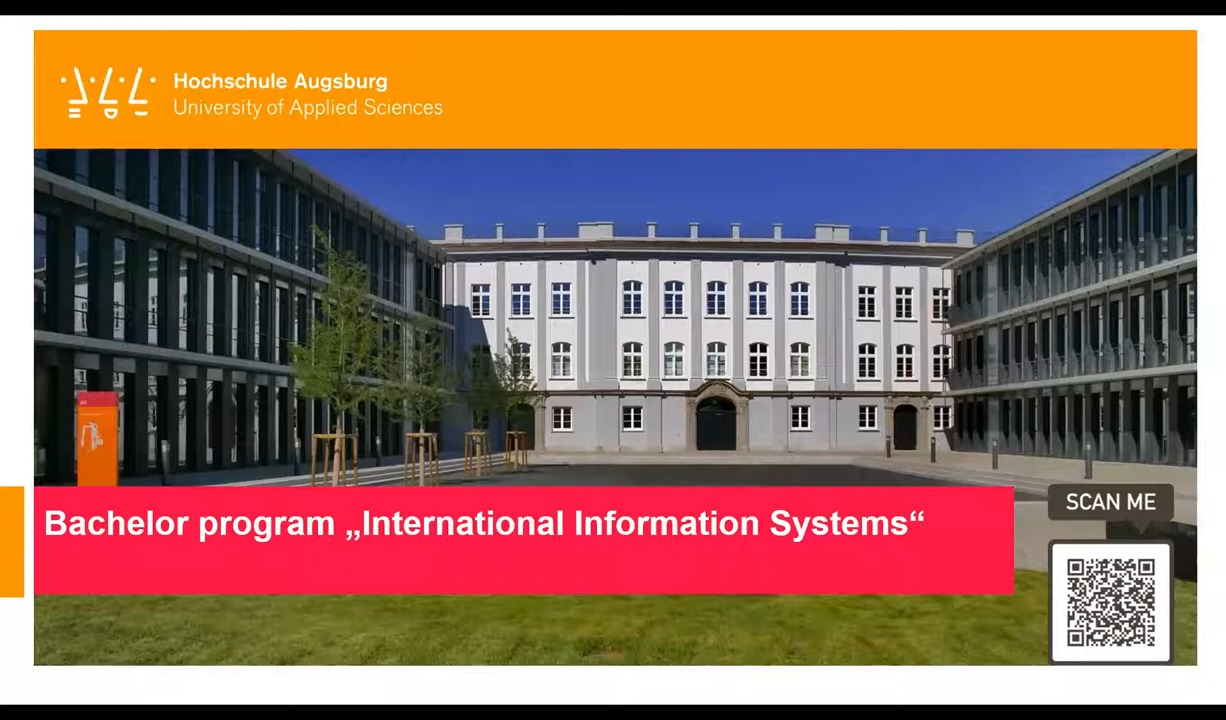 Hochschule Augsburg
University of Applied Sciences
Bachelor program „International Information Systems“
SCAN ME